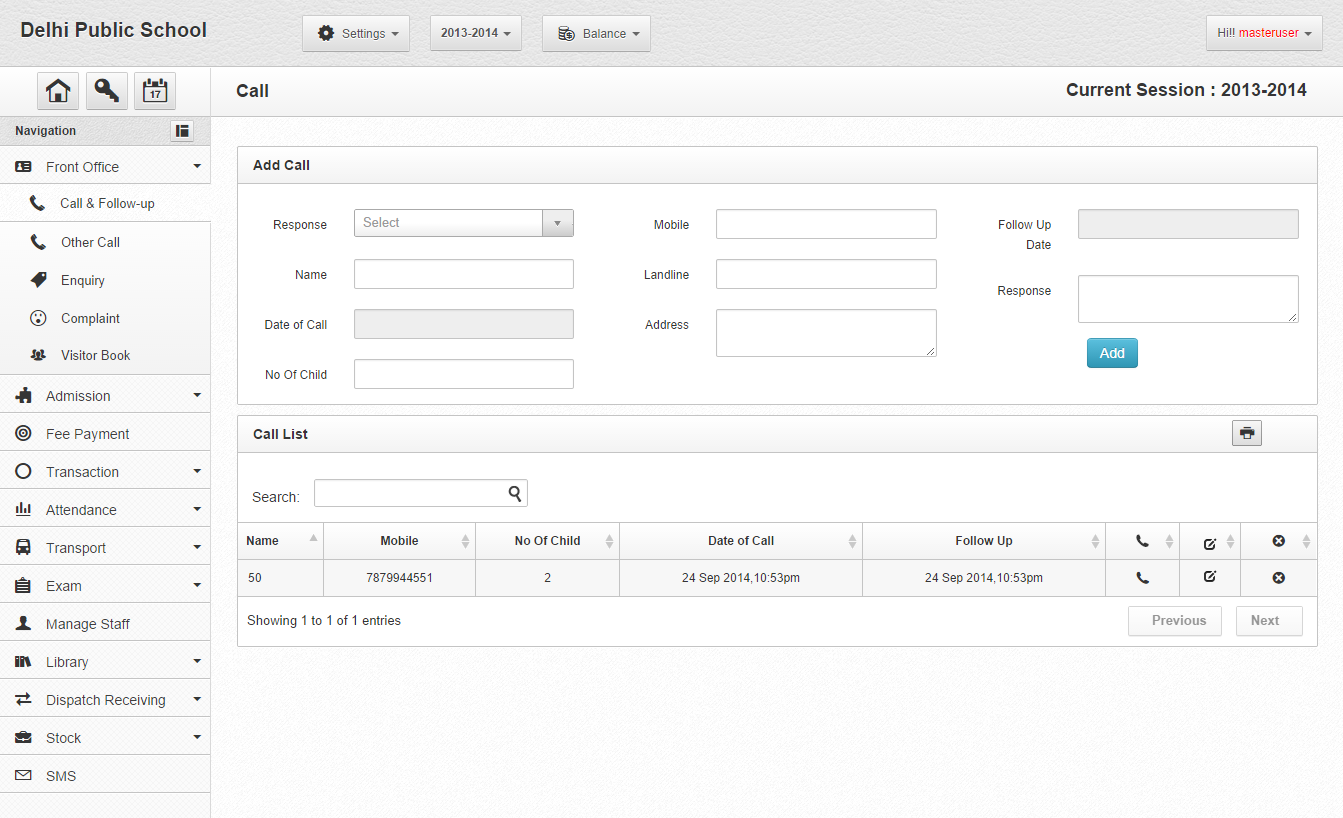 Delhi Public School
Settings
2013-2014
Balance
Hi!! masteruser
17
Call
Current Session : 2013-2014
Navigation
Front Office
Call & Follow-up
Other Call
Enquiry
Complaint
Visitor Book
Admission
Fee Payment
Transaction
Attendance
Transport
Exam
Manage Staff
Library
Dispatch Receiving
Stock
SMS
Add Call
Response Select
Name
Date of Call
No Of Child
Mobile
Landline
Address
Follow Up
Date
Response
Add
Call List
Search:
Name Mobile No Of Child Date of Call Follow Up
50 7879944551 2 24 Sep 2014,10:53pm 24 Sep 2014,10:53pm
Showing 1 to 1 of 1 entries
Previous Next